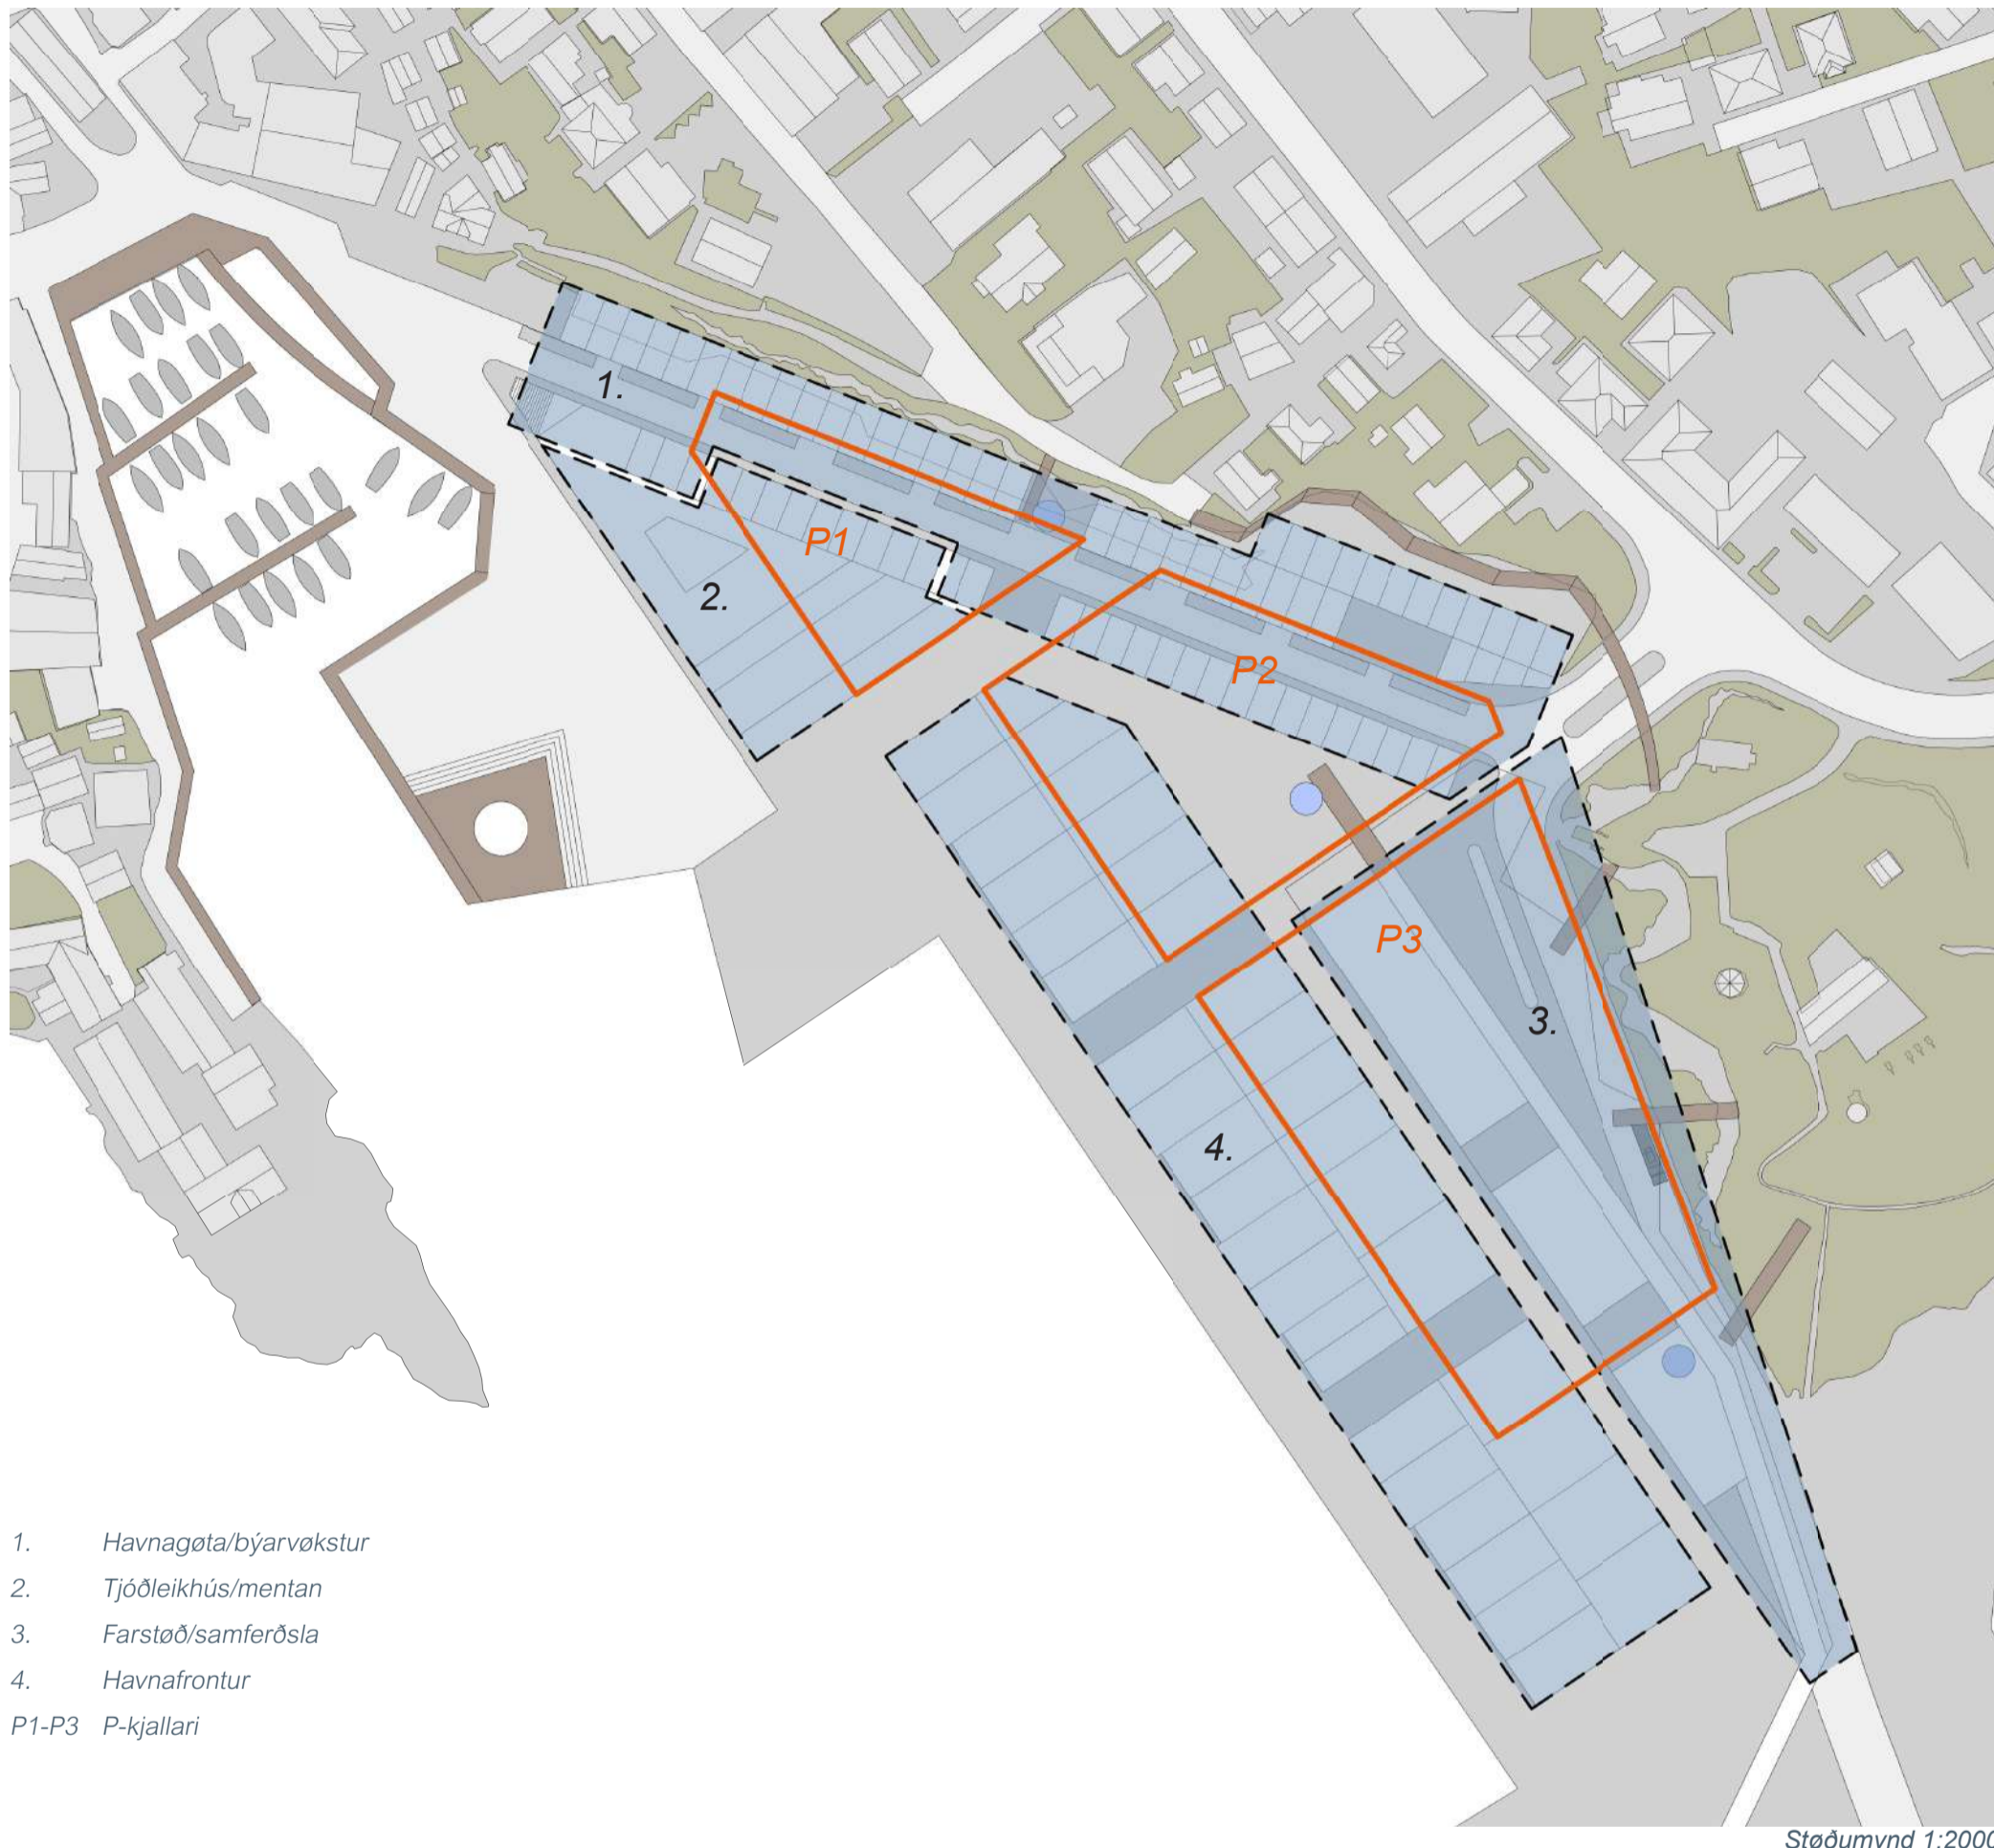 1.
P1
2.
P2
P3
3.
4.
1. Havnagøta/býarvøkstur
2. Tjóðleikhús/mentan
3. Farstøð/samferðsla
4. Havnafrontur
P1-P3 P-kjallari
Støðumynd 1:2000